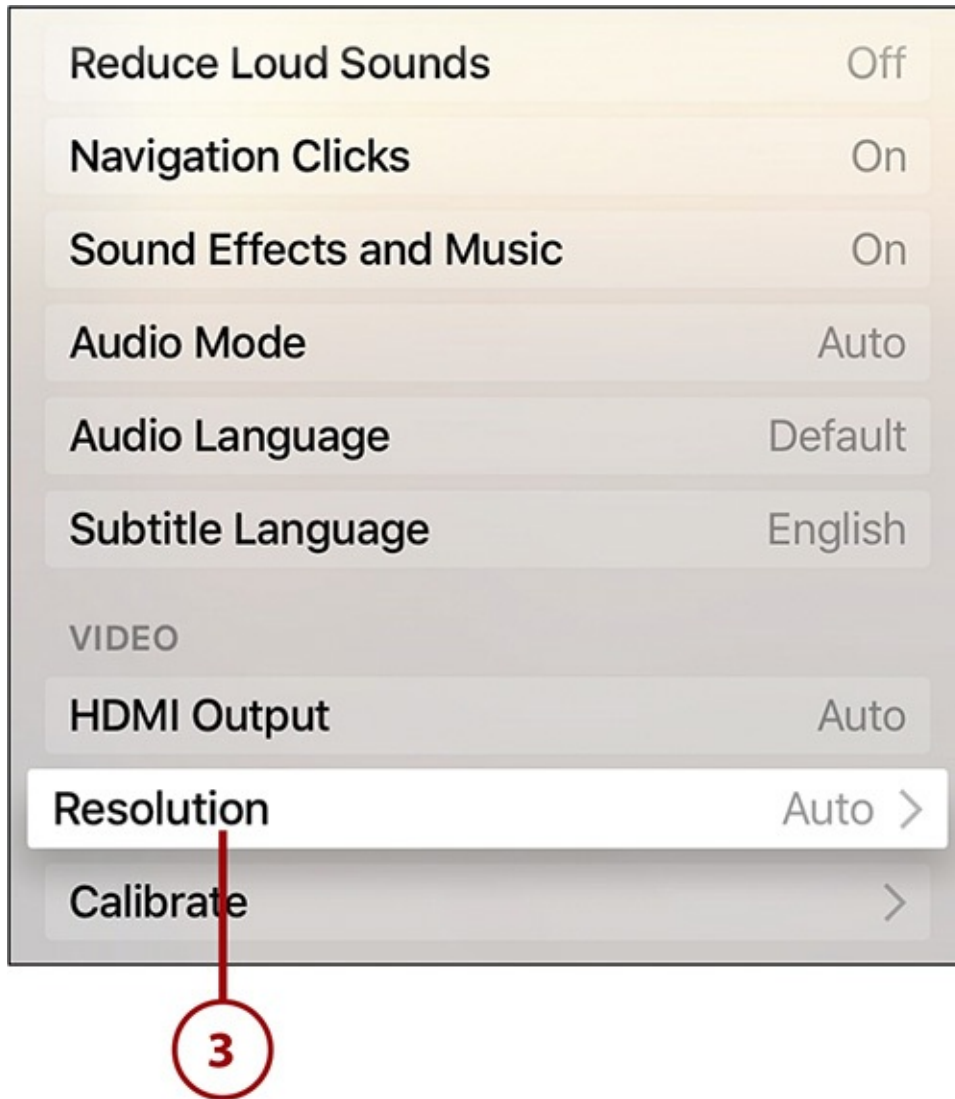 Reduce Loud Sounds Off
Navigation Clicks On
Sound Effects and Music On
Audio Mode Auto
Audio Language Default
Subtitle Language English
VIDEO
HDMI Output Auto
Resolution Auto >
Calibrate >
3